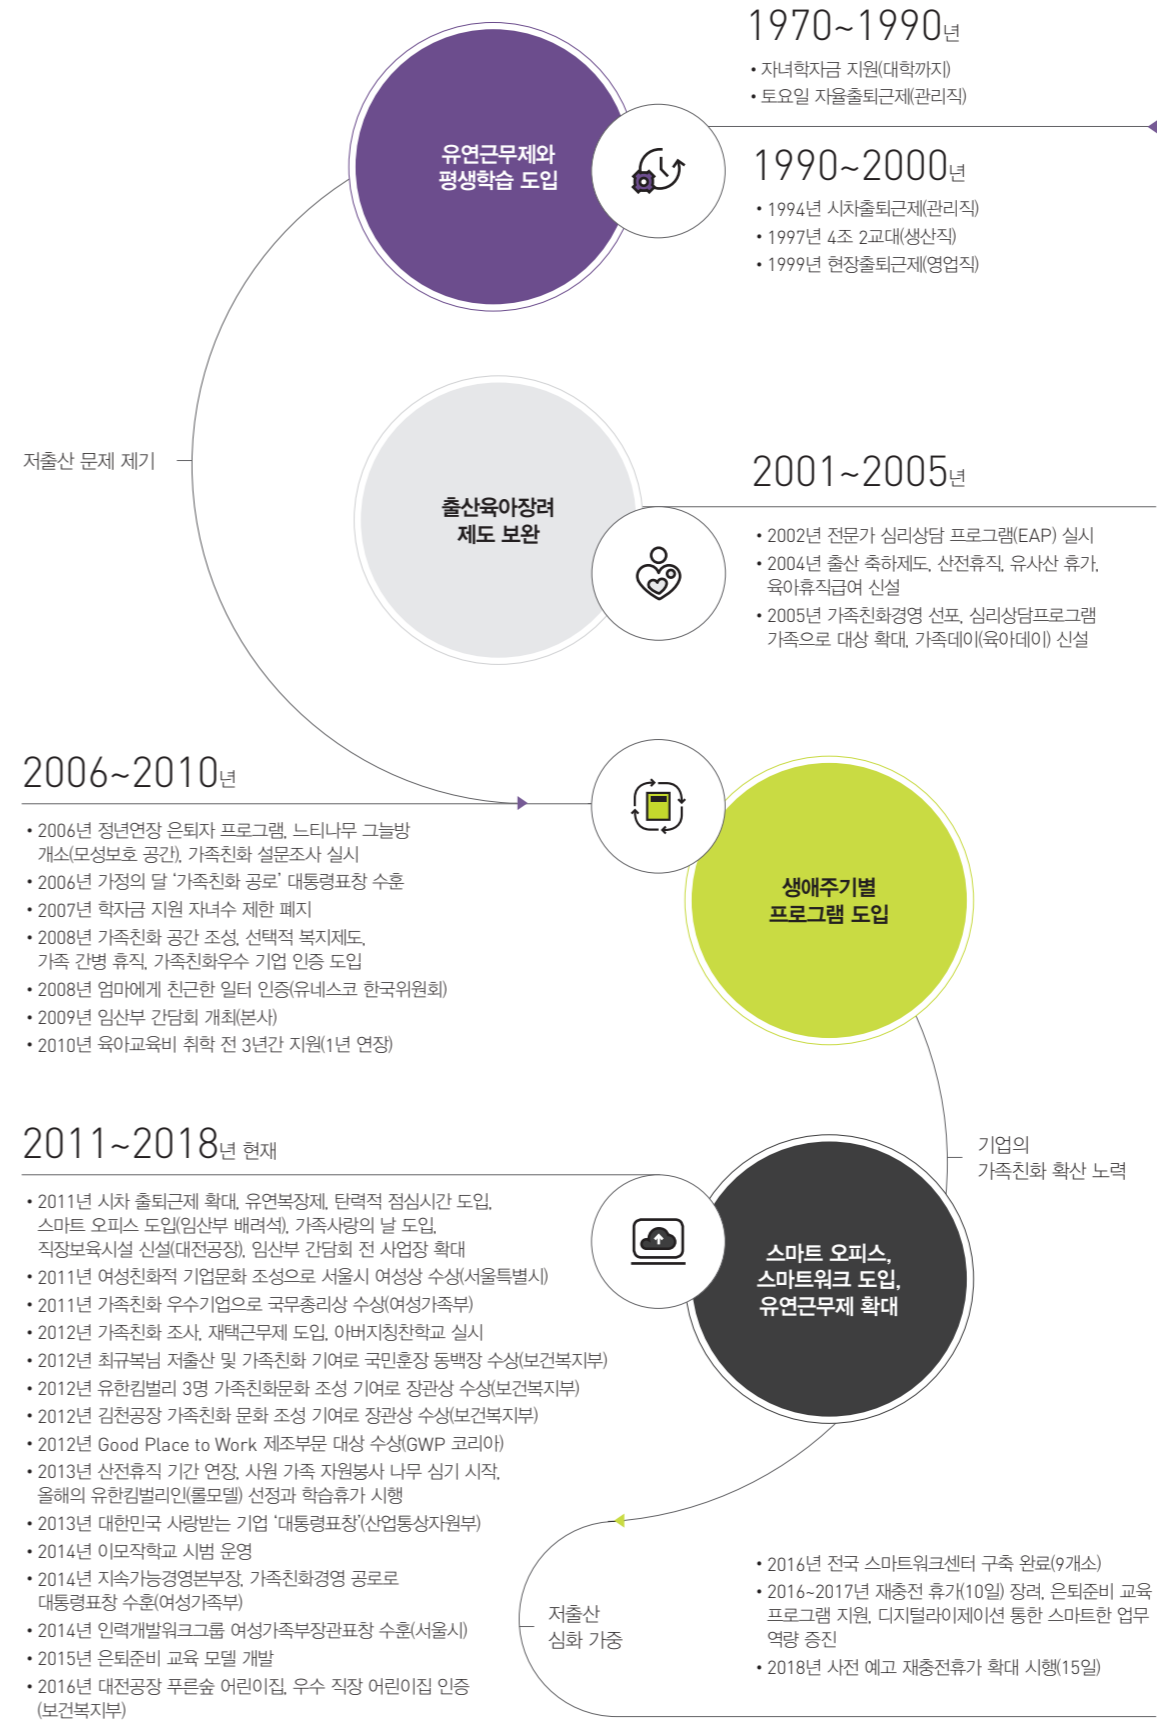 1970~1990년
• 자녀학자금 지원(대학까지)
• 토요일 자율출퇴근제(관리직)
유연근무제와
평생학습 도입
1990~2000년
• 1994년 시차출퇴근제(관리직)
• 1997년 4조 2교대(생산직)
• 1999년 현장출퇴근제(영업직)
저출산 문제 제기
출산육아장려
제도 보완
2001~2005년
• 2002년 전문가 심리상담 프로그램(EAP) 실시
• 2004년 출산 축하제도, 산전휴직, 유사산 휴가,
육아휴직급여 신설
• 2005년 가족친화경영 선포, 심리상담프로그램
가족으로 대상 확대, 가족데이(육아데이) 신설
2006~2010년
• 2006년 정년연장 은퇴자 프로그램, 느티나무 그늘방
개소(모성보호 공간), 가족친화 설문조사 실시
• 2006년 가정의 달 ‘가족친화 공로’ 대통령표창 수훈
• 2007년 학자금 지원 자녀수 제한 폐지
• 2008년 가족친화 공간 조성, 선택적 복지제도,
가족 간병 휴직, 가족친화우수 기업 인증 도입
• 2008년 엄마에게 친근한 일터 인증(유네스코 한국위원회)
• 2009년 임산부 간담회 개최(본사)
• 2010년 육아교육비 취학 전 3년간 지원(1년 연장)
생애주기별
프로그램 도입
기업의
가족친화 확산 노력
2011~2018년 현재
• 2011년 시차 출퇴근제 확대, 유연복장제, 탄력적 점심시간 도입,
스마트 오피스 도입(임산부 배려석), 가족사랑의 날 도입,
직장보육시설 신설(대전공장), 임산부 간담회 전 사업장 확대
• 2011년 여성친화적 기업문화 조성으로 서울시 여성상 수상(서울특별시)
• 2011년 가족친화 우수기업으로 국무총리상 수상(여성가족부)
• 2012년 가족친화 조사, 재택근무제 도입, 아버지칭찬학교 실시
• 2012년 최규복님 저출산 및 가족친화 기여로 국민훈장 동백장 수상(보건복지부)
• 2012년 유한킴벌리 3명 가족친화문화 조성 기여로 장관상 수상(보건복지부)
• 2012년 김천공장 가족친화 문화 조성 기여로 장관상 수상(보건복지부)
• 2012년 Good Place to Work 제조부문 대상 수상(GWP 코리아)
• 2013년 산전휴직 기간 연장, 사원 가족 자원봉사 나무 심기 시작,
올해의 유한킴벌리인(롤모델) 선정과 학습휴가 시행
• 2013년 대한민국 사랑받는 기업 ‘대통령표창’(산업통상자원부)
• 2014년 이모작학교 시범 운영
• 2014년 지속가능경영본부장, 가족친화경영 공로로
대통령표창 수훈(여성가족부)
• 2014년 인력개발워크그룹 여성가족부장관표창 수훈(서울시)
• 2015년 은퇴준비 교육 모델 개발
• 2016년 대전공장 푸른숲 어린이집, 우수 직장 어린이집 인증
(보건복지부)
스마트 오피스,
스마트워크 도입,
유연근무제 확대
저출산
심화 가중
• 2016년 전국 스마트워크센터 구축 완료(9개소)
• 2016~2017년 재충전 휴가(10일) 장려, 은퇴준비 교육
프로그램 지원, 디지털라이제이션 통한 스마트한 업무
역량 증진
• 2018년 사전 예고 재충전휴가 확대 시행(15일)